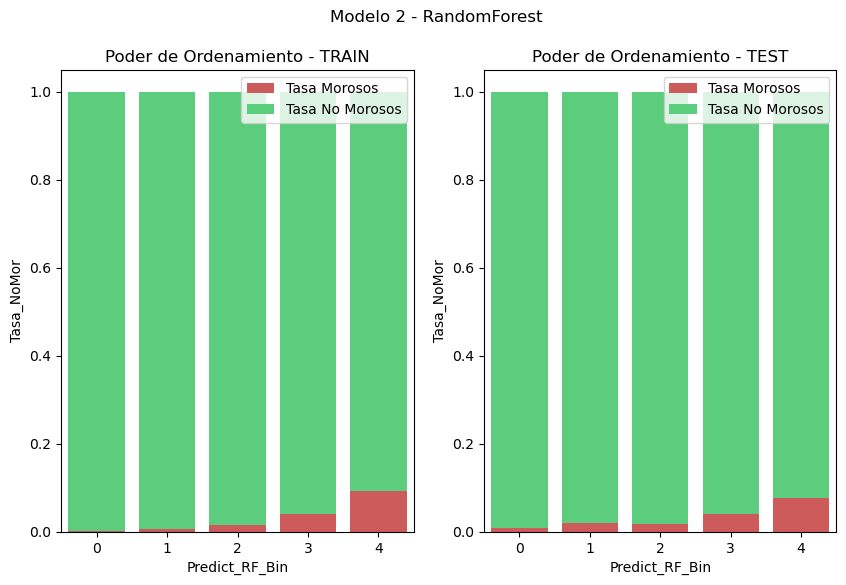 Modelo 2 - RandomForest
Poder de Ordenamiento - TRAIN
Tasa Morosos
Tasa No Morosos
1.0
0.8
0.6
0.4
0.2
0.0
Tasa_NoMor
0 1 2 3 4
Predict_RF_Bin
Poder de Ordenamiento - TEST
Tasa Morosos
Tasa No Morosos
1.0
0.8
0.6
0.4
0.2
0.0
Tasa_NoMor
0 1 2 3 4
Predict_RF_Bin